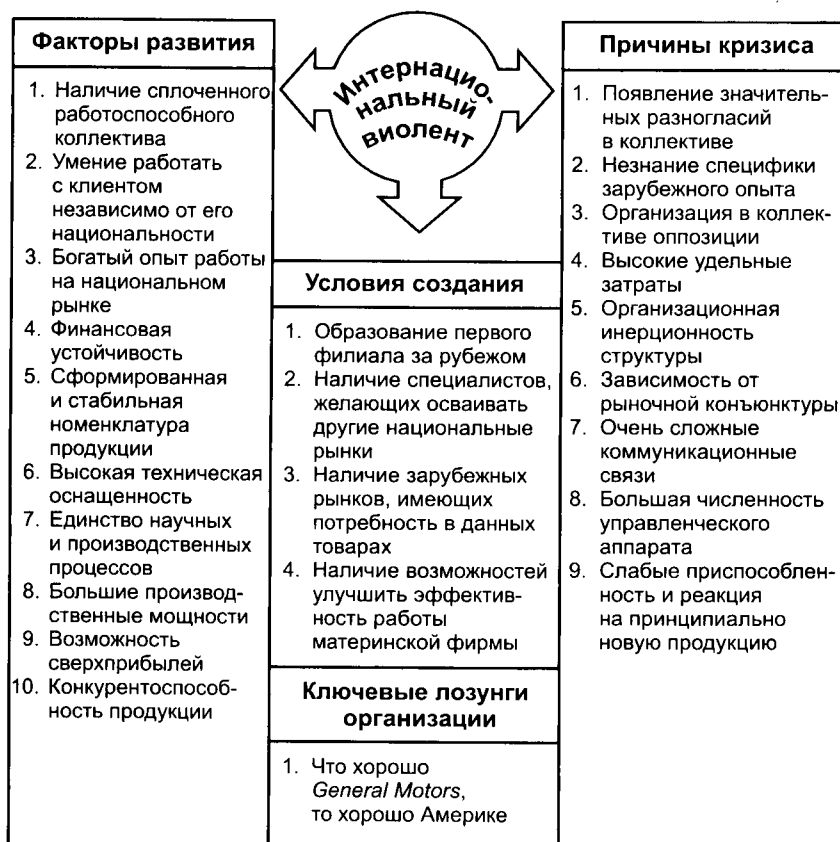 Интернацио-
нальный
виолент
Факторы развития
1. Наличие сплоченного
работоспособного
коллектива
2. Умение работать
с клиентом
независимо от его
национальности
3. Богатый опыт работы
на национальном
рынке
4. Финансовая
устойчивость
5. Сформированная
и стабильная
номенклатура
продукции
6. Высокая техническая
оснащенность
7. Единство научных
и производственных
процессов
8. Большие производ-
ственные мощности
9. Возможность
сверхприбылей
10. Конкурентоспособ-
ность продукции
Условия создания
1. Образование первого
филиала за рубежом
2. Наличие специалистов,
желающих осваивать
другие национальные
рынки
3. Наличие зарубежных
рынков, имеющих
потребность в данных
товарах
4. Наличие возможностей
улучшить эффектив-
ность работы
материнской фирмы
Ключевые лозунги
организации
1. Что хорошо
General Motors,
то хорошо Америке
Причины кризиса
1. Появление значитель-
ных разногласий
в коллективе
2. Незнание специфики
зарубежного опыта
3. Организация в коллек-
тиве оппозиции
4. Высокие удельные
затраты
5. Организационная
инерционность
структуры
6. Зависимость от
рыночной конъюнктуры
7. Очень сложные
коммуникационные
связи
8. Большая численность
управленческого
аппарата
9. Слабые приспособлен-
ность и реакция
на принципиально
новую продукцию